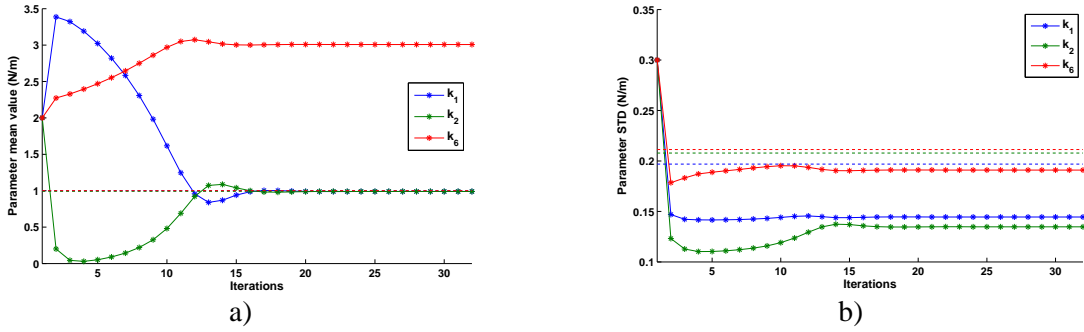 3.5
3
2.5
2
1.5
1
0.5
0
Parameter mean value (N/m)
5 10 15 20 25 30
Iterations
k1
k2
k6
a)
0.35
0.3
0.25
0.2
0.15
0.1
Parameter STD (N/m)
5 10 15 20 25 30
Iterations
k1
k2
k6
b)